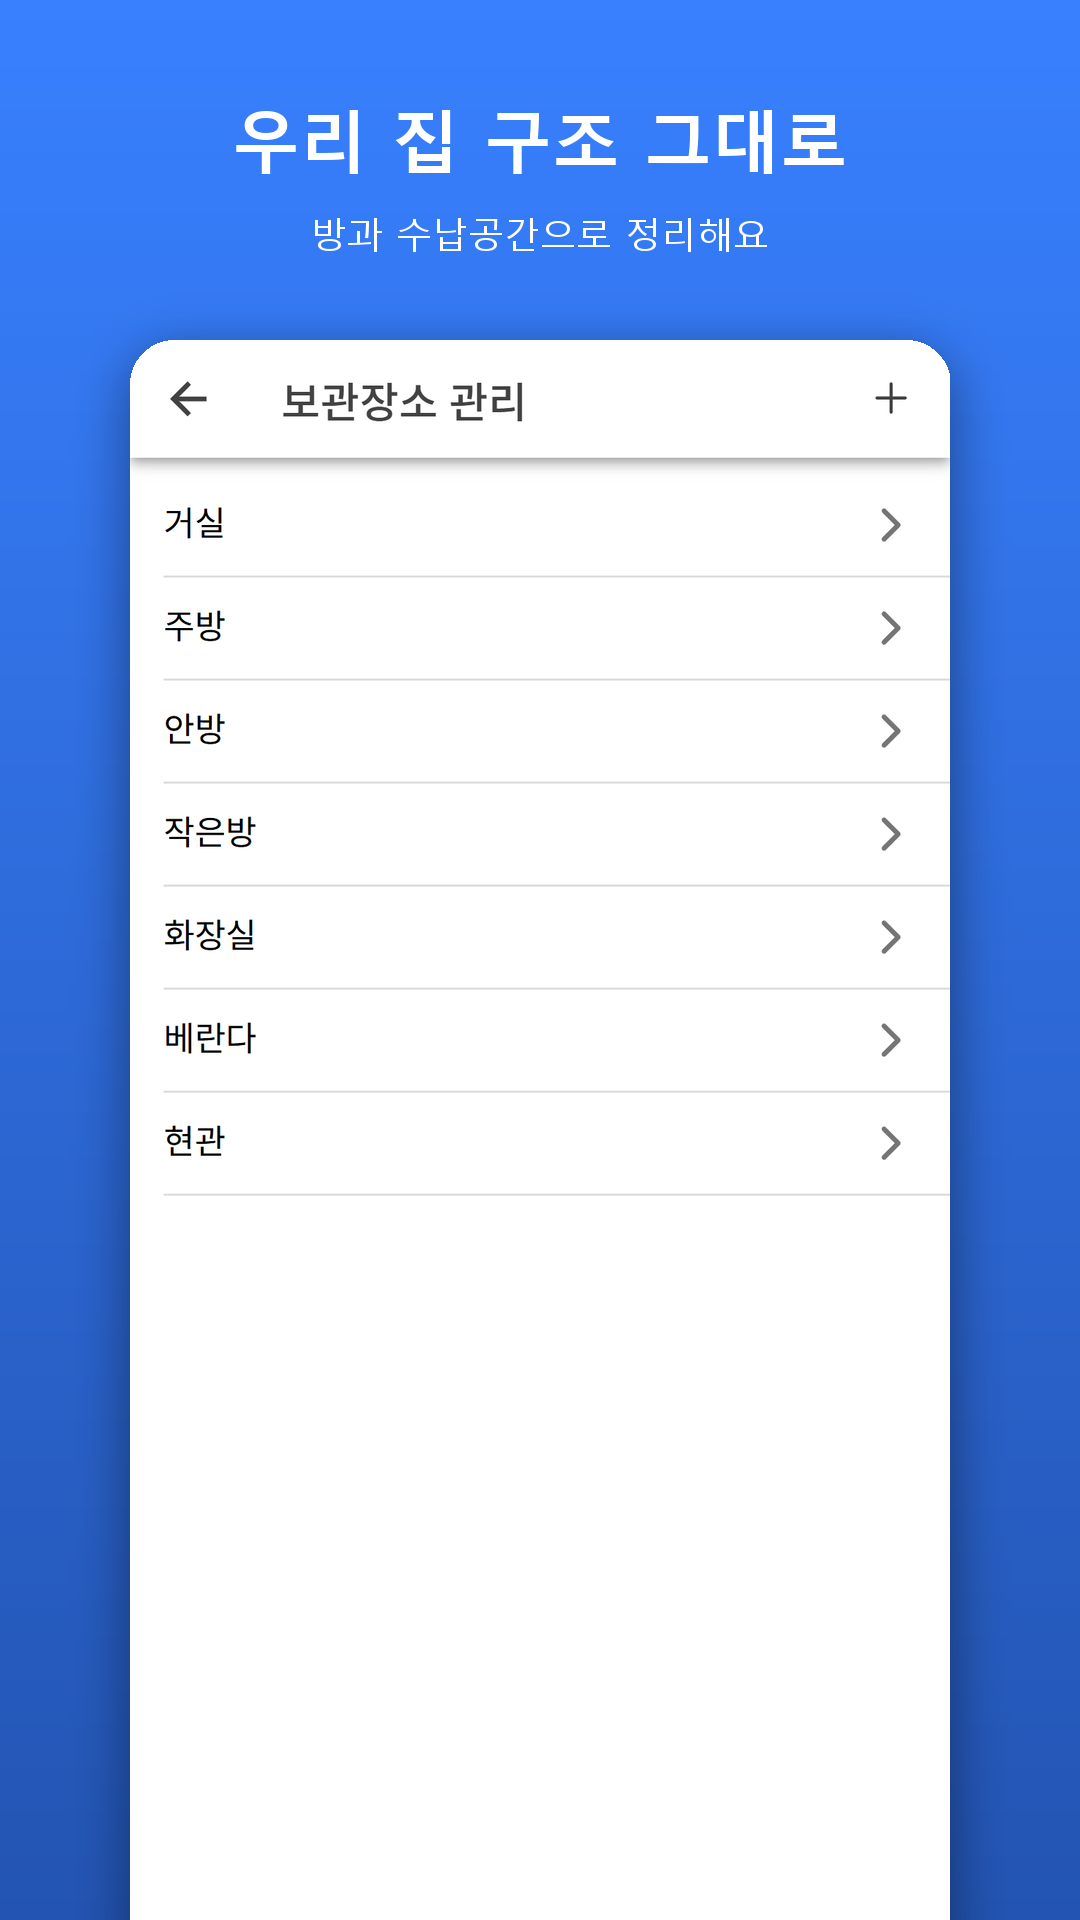 우리 집 구조 그대로
방과 수납공간으로 정리해요
보관장소 관리
거실
주방
안방
작은방
화장실
베란다
현관